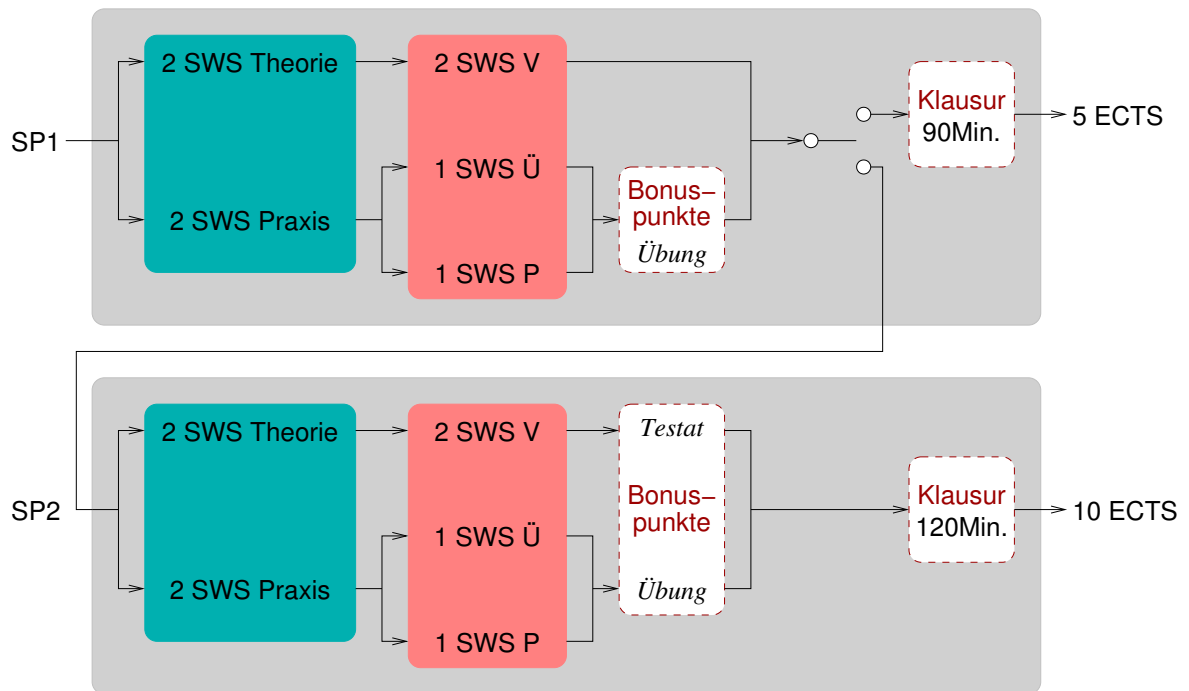 2 SWS Theorie
2 SWS V
Klausur
90Min.
5 ECTS
SP1
1 SWS Ü
Bonus–
punkte
Übung
2 SWS Praxis
1 SWS P
2 SWS Theorie
2 SWS V
Testat
Klausur
120Min.
10 ECTS
SP2
Bonus–
punkte
1 SWS Ü
2 SWS Praxis
Übung
1 SWS P